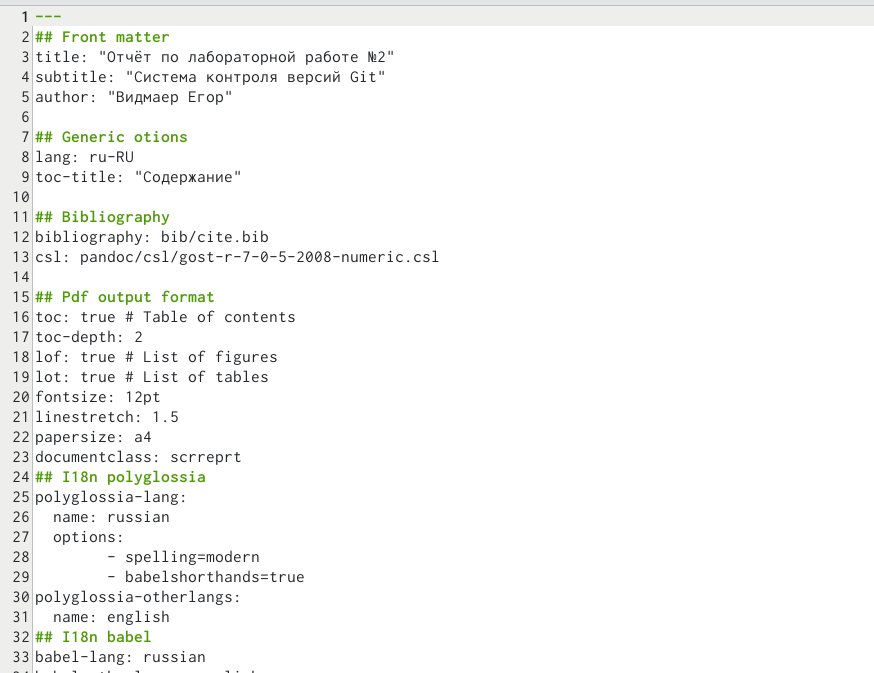 1 ---
2 ## Front matter
3 title: "Отчёт по лабораторной работе №2"
4 subtitle: "Система контроля версий Git"
5 author: "Видмаер Егор"
6
7 ## Generic otions
8 lang: ru-RU
9 toc-title: "Содержание"
10
11 ## Bibliography
12 bibliography: bib/cite.bib
13 csl: pandoc/csl/gost-r-7-0-5-2008-numeric.csl
14
15 ## Pdf output format
16 toc: true # Table of contents
17 toc-depth: 2
18 lof: true # List of figures
19 lot: true # List of tables
20 fontsize: 12pt
21 linestretch: 1.5
22 papersize: a4
23 documentclass: scrreprt
24 ## I18n polyglossia
25 polyglossia-lang:
26   name: russian
27   options:
28         - spelling=modern
29         - babelshorthands=true
30 polyglossia-otherlangs:
31   name: english
32 ## I18n babel
33 babel-lang: russian